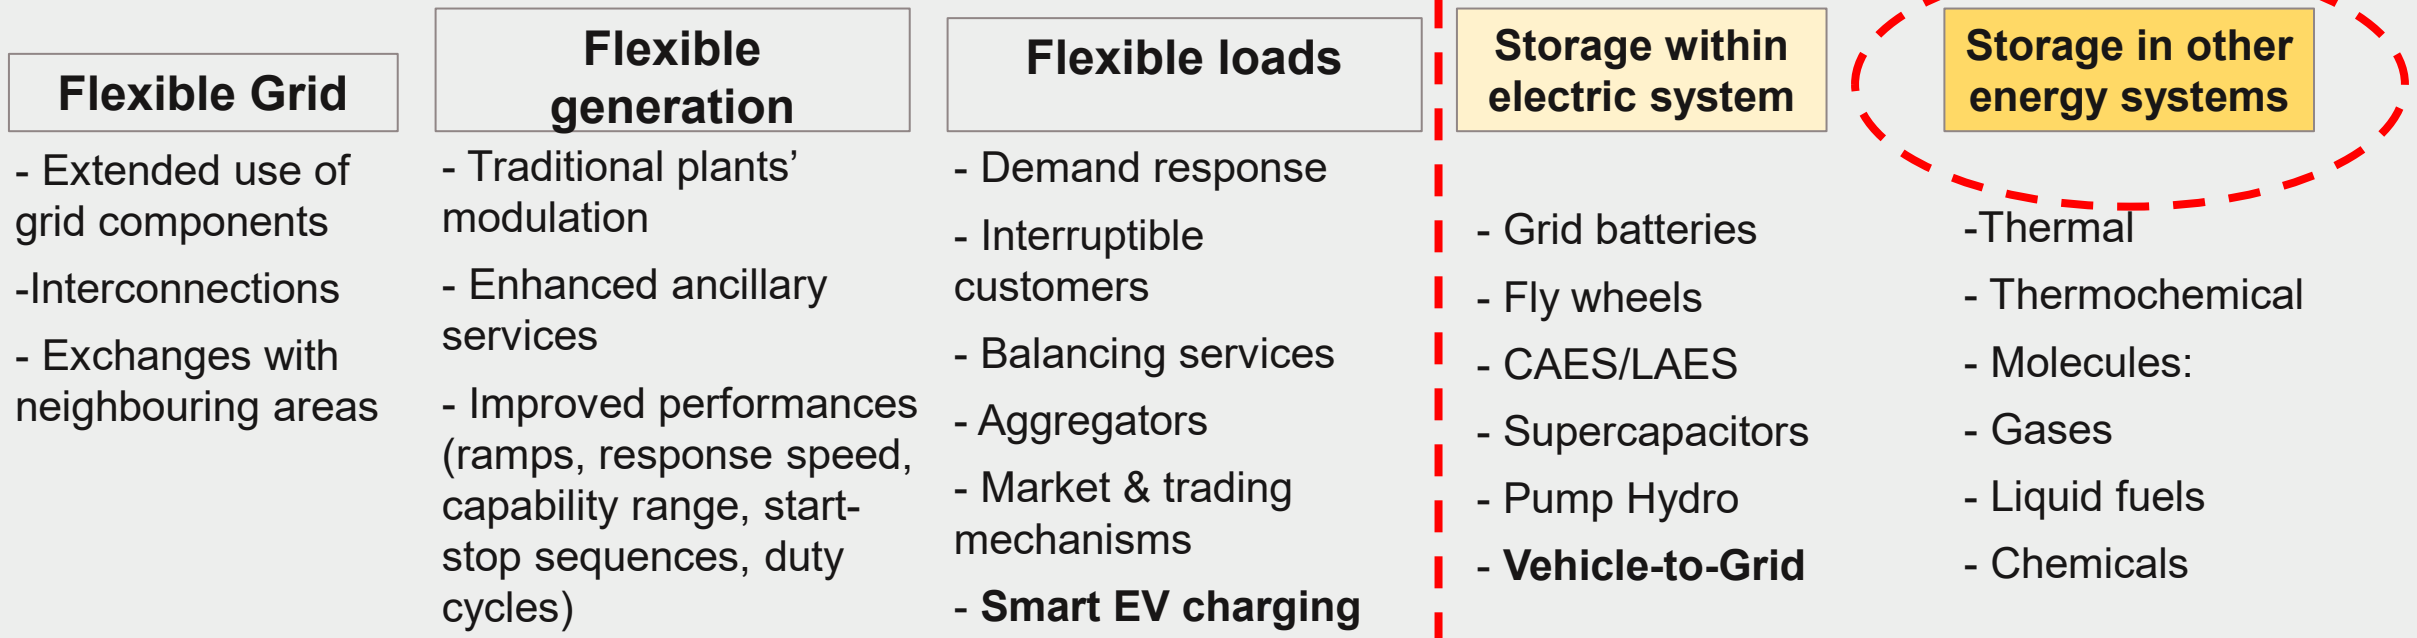 Flexible Grid
- Extended use of
grid components
-Interconnections
- Exchanges with
neighbouring areas
Flexible
generation
- Traditional plants’
modulation
- Enhanced ancillary
services
- Improved performances
(ramps, response speed,
capability range, start-
stop sequences, duty
cycles)
Flexible loads
- Demand response
- Interruptible
customers
- Balancing services
- Aggregators
- Market & trading
mechanisms
- Smart EV charging
Storage within
electric system
- Grid batteries
- Fly wheels
- CAES/LAES
- Supercapacitors
- Pump Hydro
- Vehicle-to-Grid
Storage in other
energy systems
-Thermal
- Thermochemical
- Molecules:
- Gases
- Liquid fuels
- Chemicals